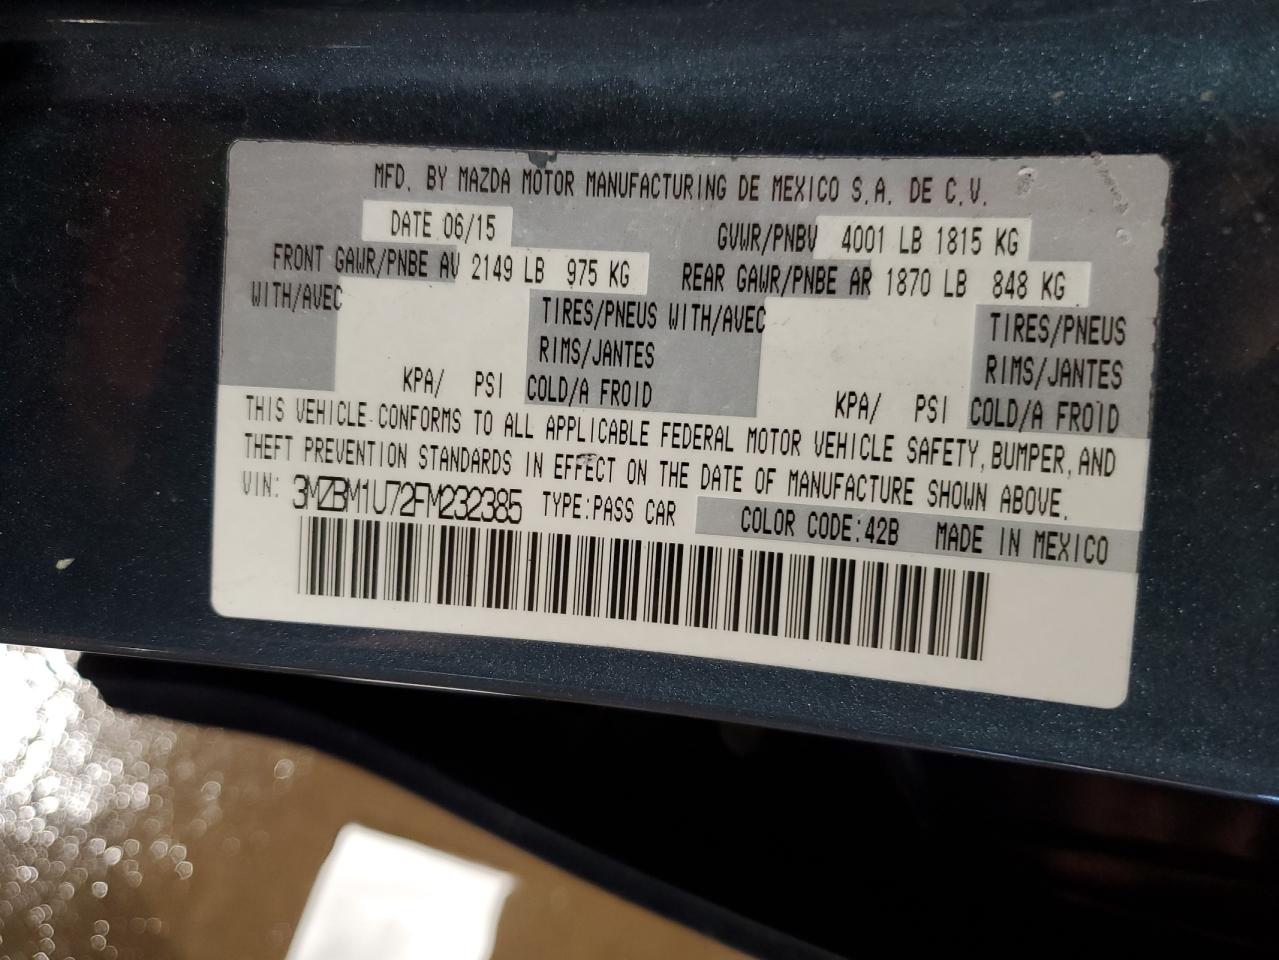 MFD. BY MAZDA MOTOR MANUFACTURING DE MEXICO S.A. DE C.V.
DATE 06/15 GVWR/PNBV 4001 LB 1815 KG
FRONT GAWR/PNBE AV 2149 LB 975 KG REAR GAWR/PNBE AR 1870 LB 848 KG
WITH/AVEC TIRES/PNEUS WITH/AVEC TIRES/PNEUS
RIMS/JANTES RIMS/JANTES
KPA/ PSI COLD/A FROID KPA/ PSI COLD/A FROID
THIS VEHICLE CONFORMS TO ALL APPLICABLE FEDERAL MOTOR VEHICLE SAFETY, BUMPER, AND
THEFT PREVENTION STANDARDS IN EFFECT ON THE DATE OF MANUFACTURE SHOWN ABOVE.
VIN: 3MZBM1U72FM232385 TYPE:PASS CAR COLOR CODE:42B MADE IN MEXICO